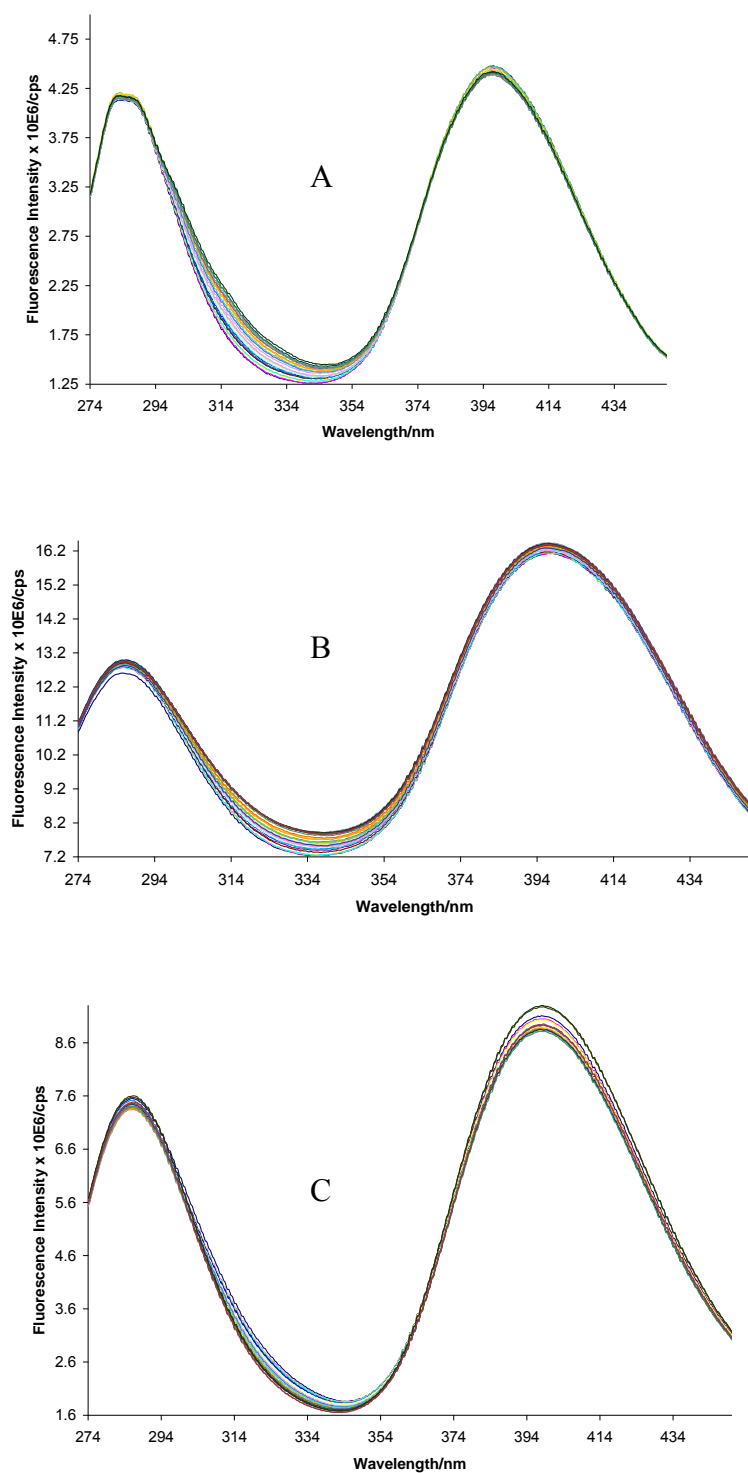 Fluorescence Intensity x 10E6/cps
4.75
4.25
3.75
3.25
2.75
2.25
1.75
1.25
A
274 294 314 334 354 374 394 414 434
Wavelength/nm
Fluorescence Intensity x 10E6/cps
16.2
15.2
14.2
13.2
12.2
11.2
10.2
9.2
8.2
7.2
B
274 294 314 334 354 374 394 414 434
Wavelength/nm
Fluorescence Intensity x 10E6/cps
8.6
7.6
6.6
5.6
4.6
3.6
2.6
1.6
C
274 294 314 334 354 374 394 414 434
Wavelength/nm